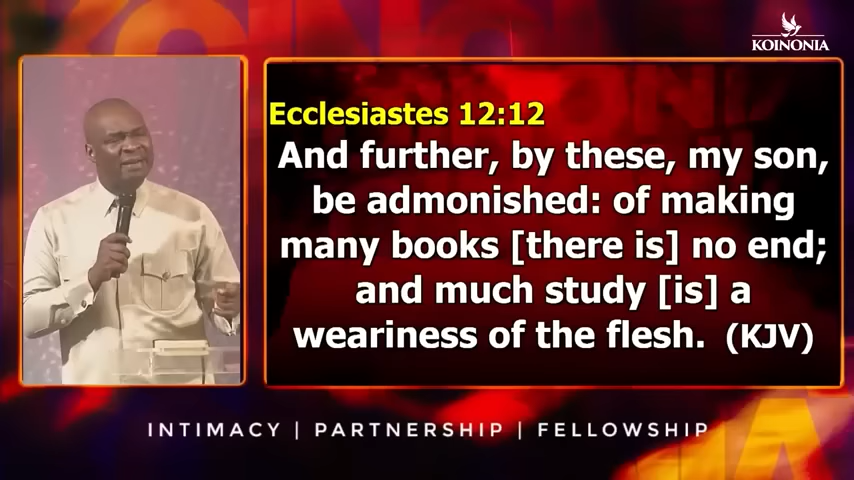 KOINONIA
Ecclesiastes 12:12
And further, by these, my son,
be admonished: of making
many books [there is] no end;
and much study [is] a
weariness of the flesh. (KJV)
INTIMACY | PARTNERSHIP | FELLOWSHIP